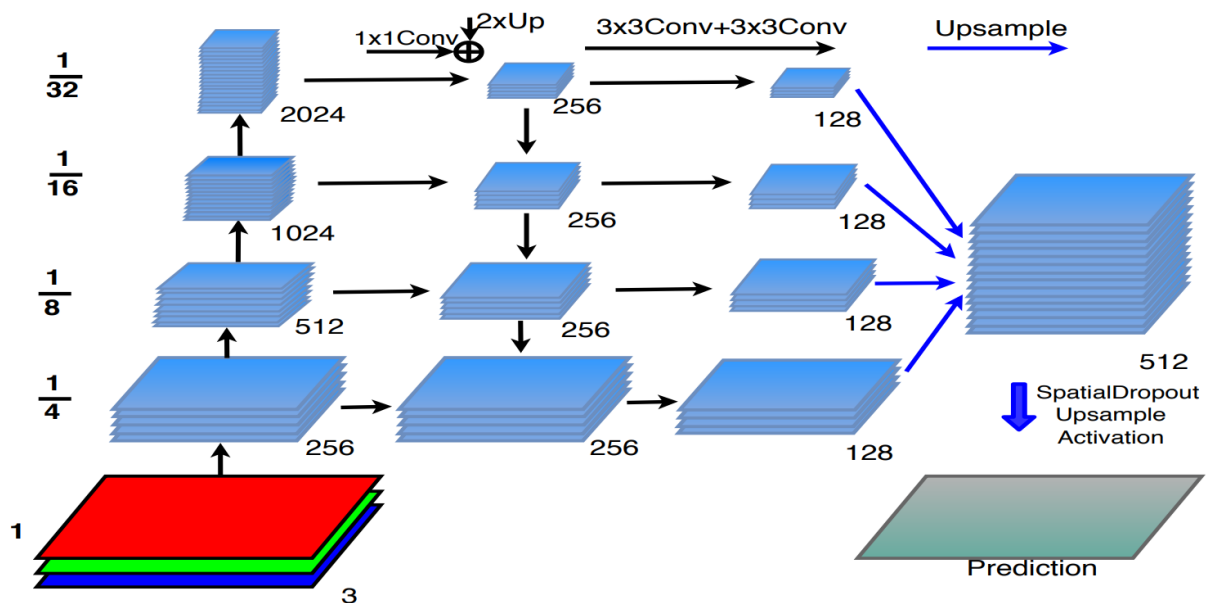 2xUp
1x1Conv
3x3Conv+3x3Conv
Upsample
1
32
2024
256
128
1
16
1024
256
128
1
8
512
256
128
512
1
4
256
256
128
SpatialDropout
Upsample
Activation
1
3
Prediction